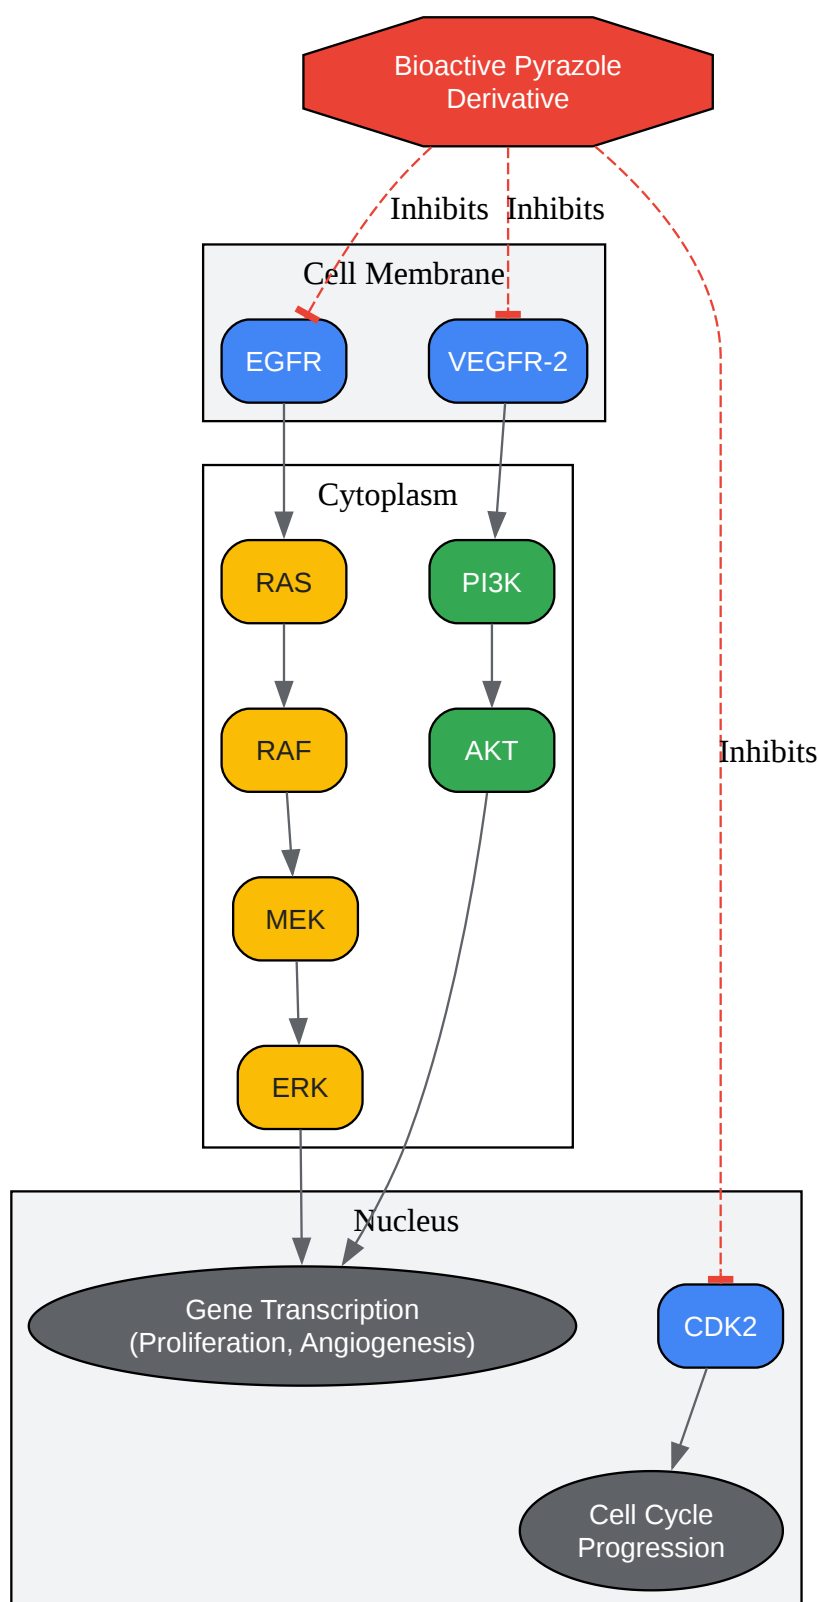 Bioactive Pyrazole
Derivative
Inhibits
Inhibits
Cell Membrane
EGFR
VEGFR-2
Cytoplasm
RAS
PI3K
RAF
AKT
Inhibits
MEK
ERK
Nucleus
Gene Transcription
(Proliferation, Angiogenesis)
CDK2
Cell Cycle
Progression